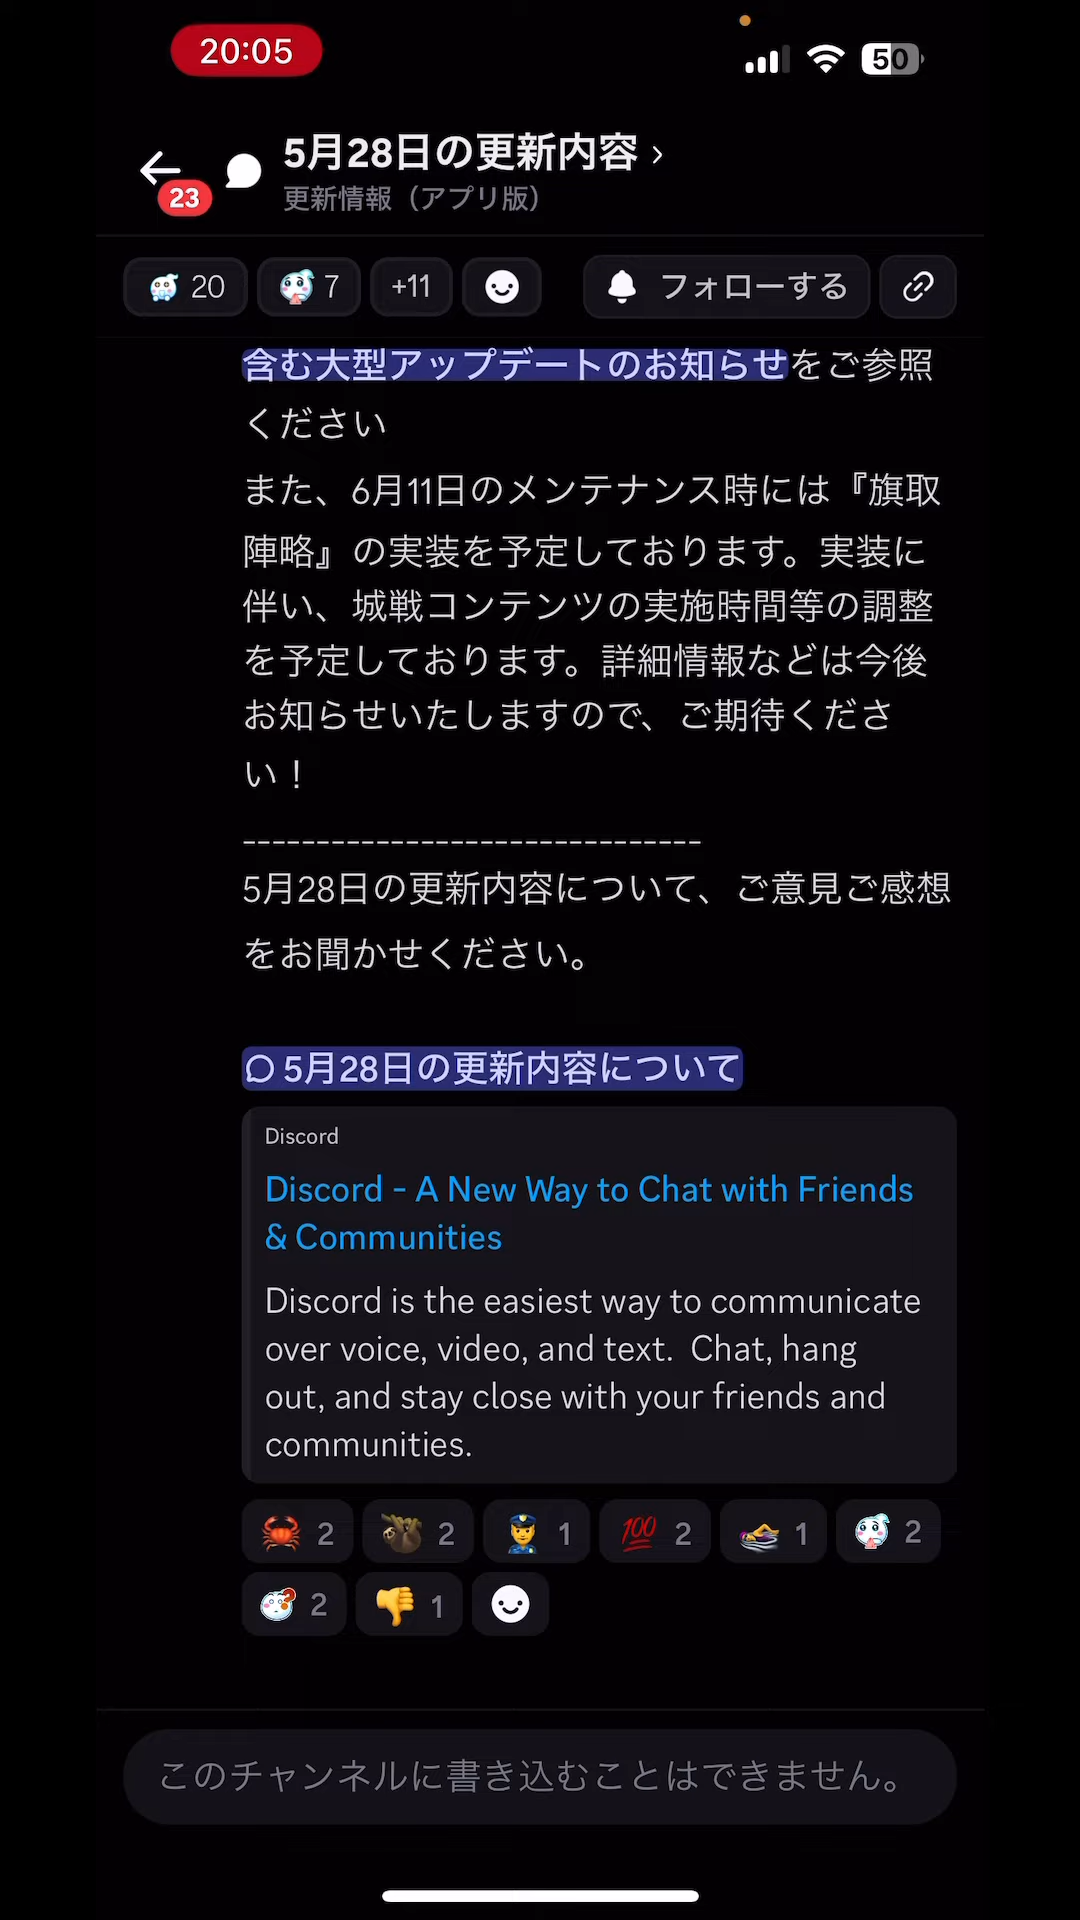 20:05
50
5月28日の更新内容 ›
23
更新情報（アプリ版）
20
7
+11
フォローする
含む大型アップデートのお知らせをご参照
ください
また、6月11日のメンテナンス時には『旗取
陣略』の実装を予定しております。実装に
伴い、城戦コンテンツの実施時間等の調整
を予定しております。詳細情報などは今後
お知らせいたしますので、ご期待くださ
い！
------------------------------
5月28日の更新内容について、ご意見ご感想
をお聞かせください。
5月28日の更新内容について
Discord
Discord - A New Way to Chat with Friends
& Communities
Discord is the easiest way to communicate
over voice, video, and text.  Chat, hang
out, and stay close with your friends and
communities.
2
2
1
100 2
1
2
2
1
このチャンネルに書き込むことはできません。